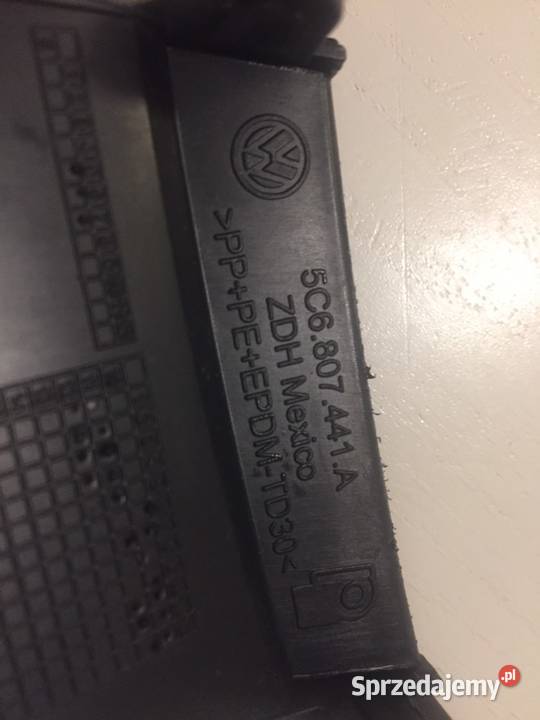 5C6.807.441.A
ZDH Mexico
>PP+PE+EPDM-TD30<
Sprzedajemy.pl